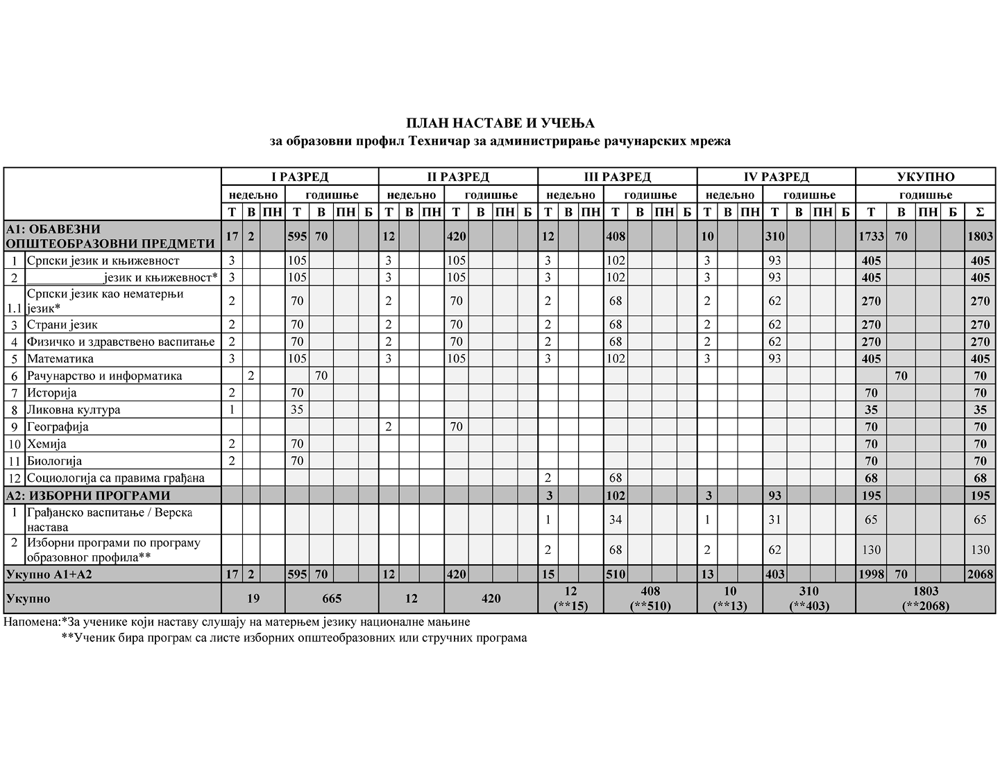 ПЛАН НАСТАВЕ И УЧЕЊА
за образовни профил Техничар за администрирање рачунарских мрежа
I РАЗРЕД II РАЗРЕД III РАЗРЕД IV РАЗРЕД УКУПНО
недељно годишње недељно годишње недељно годишње недељно годишње годишње
Т В ПН Т В ПН Б Т В ПН Т В ПН Б Т В ПН Т В ПН Б Т В ПН Т В ПН Б Т В ПН Б Σ
А1: ОБАВЕЗНИ
ОПШТЕОБРАЗОВНИ ПРЕДМЕТИ 17 2 595 70 12 420 12 408 10 310 1733 70 1803
1 Српски језик и књижевност 3 105 3 105 3 102 3 93 405 405
2 ____________језик и књижевност* 3 105 3 105 3 102 3 93 405 405
1.1 Српски језик као нематерњи
језик* 2 70 2 70 2 68 2 62 270 270
3 Страни језик 2 70 2 70 2 68 2 62 270 270
4 Физичко и здравствено васпитање 2 70 2 70 2 68 2 62 270 270
5 Математика 3 105 3 105 3 102 3 93 405 405
6 Рачунарство и информатика 2 70 70 70
7 Историја 2 70 70 70
8 Ликовна култура 1 35 35 35
9 Географија 2 70 70 70
10 Хемија 2 70 70 70
11 Биологија 2 70 70 70
12 Социологија са правима грађана 2 68 68 68
А2: ИЗБОРНИ ПРОГРАМИ 3 102 3 93 195 195
1 Грађанско васпитање / Верска
настава 1 34 1 31 65 65
2 Изборни програми по програму
образовног профила** 2 68 2 62 130 130
Укупно А1+А2 17 2 595 70 12 420 15 510 13 403 1998 70 2068
Укупно 19 665 12 420 12 408 10 310 1803
(**15) (**510) (**13) (**403) (**2068)
Напомена:*За ученике који наставу слушају на матерњем језику националне мањине
**Ученик бира програм са листе изборних општеобразовних или стручних програма